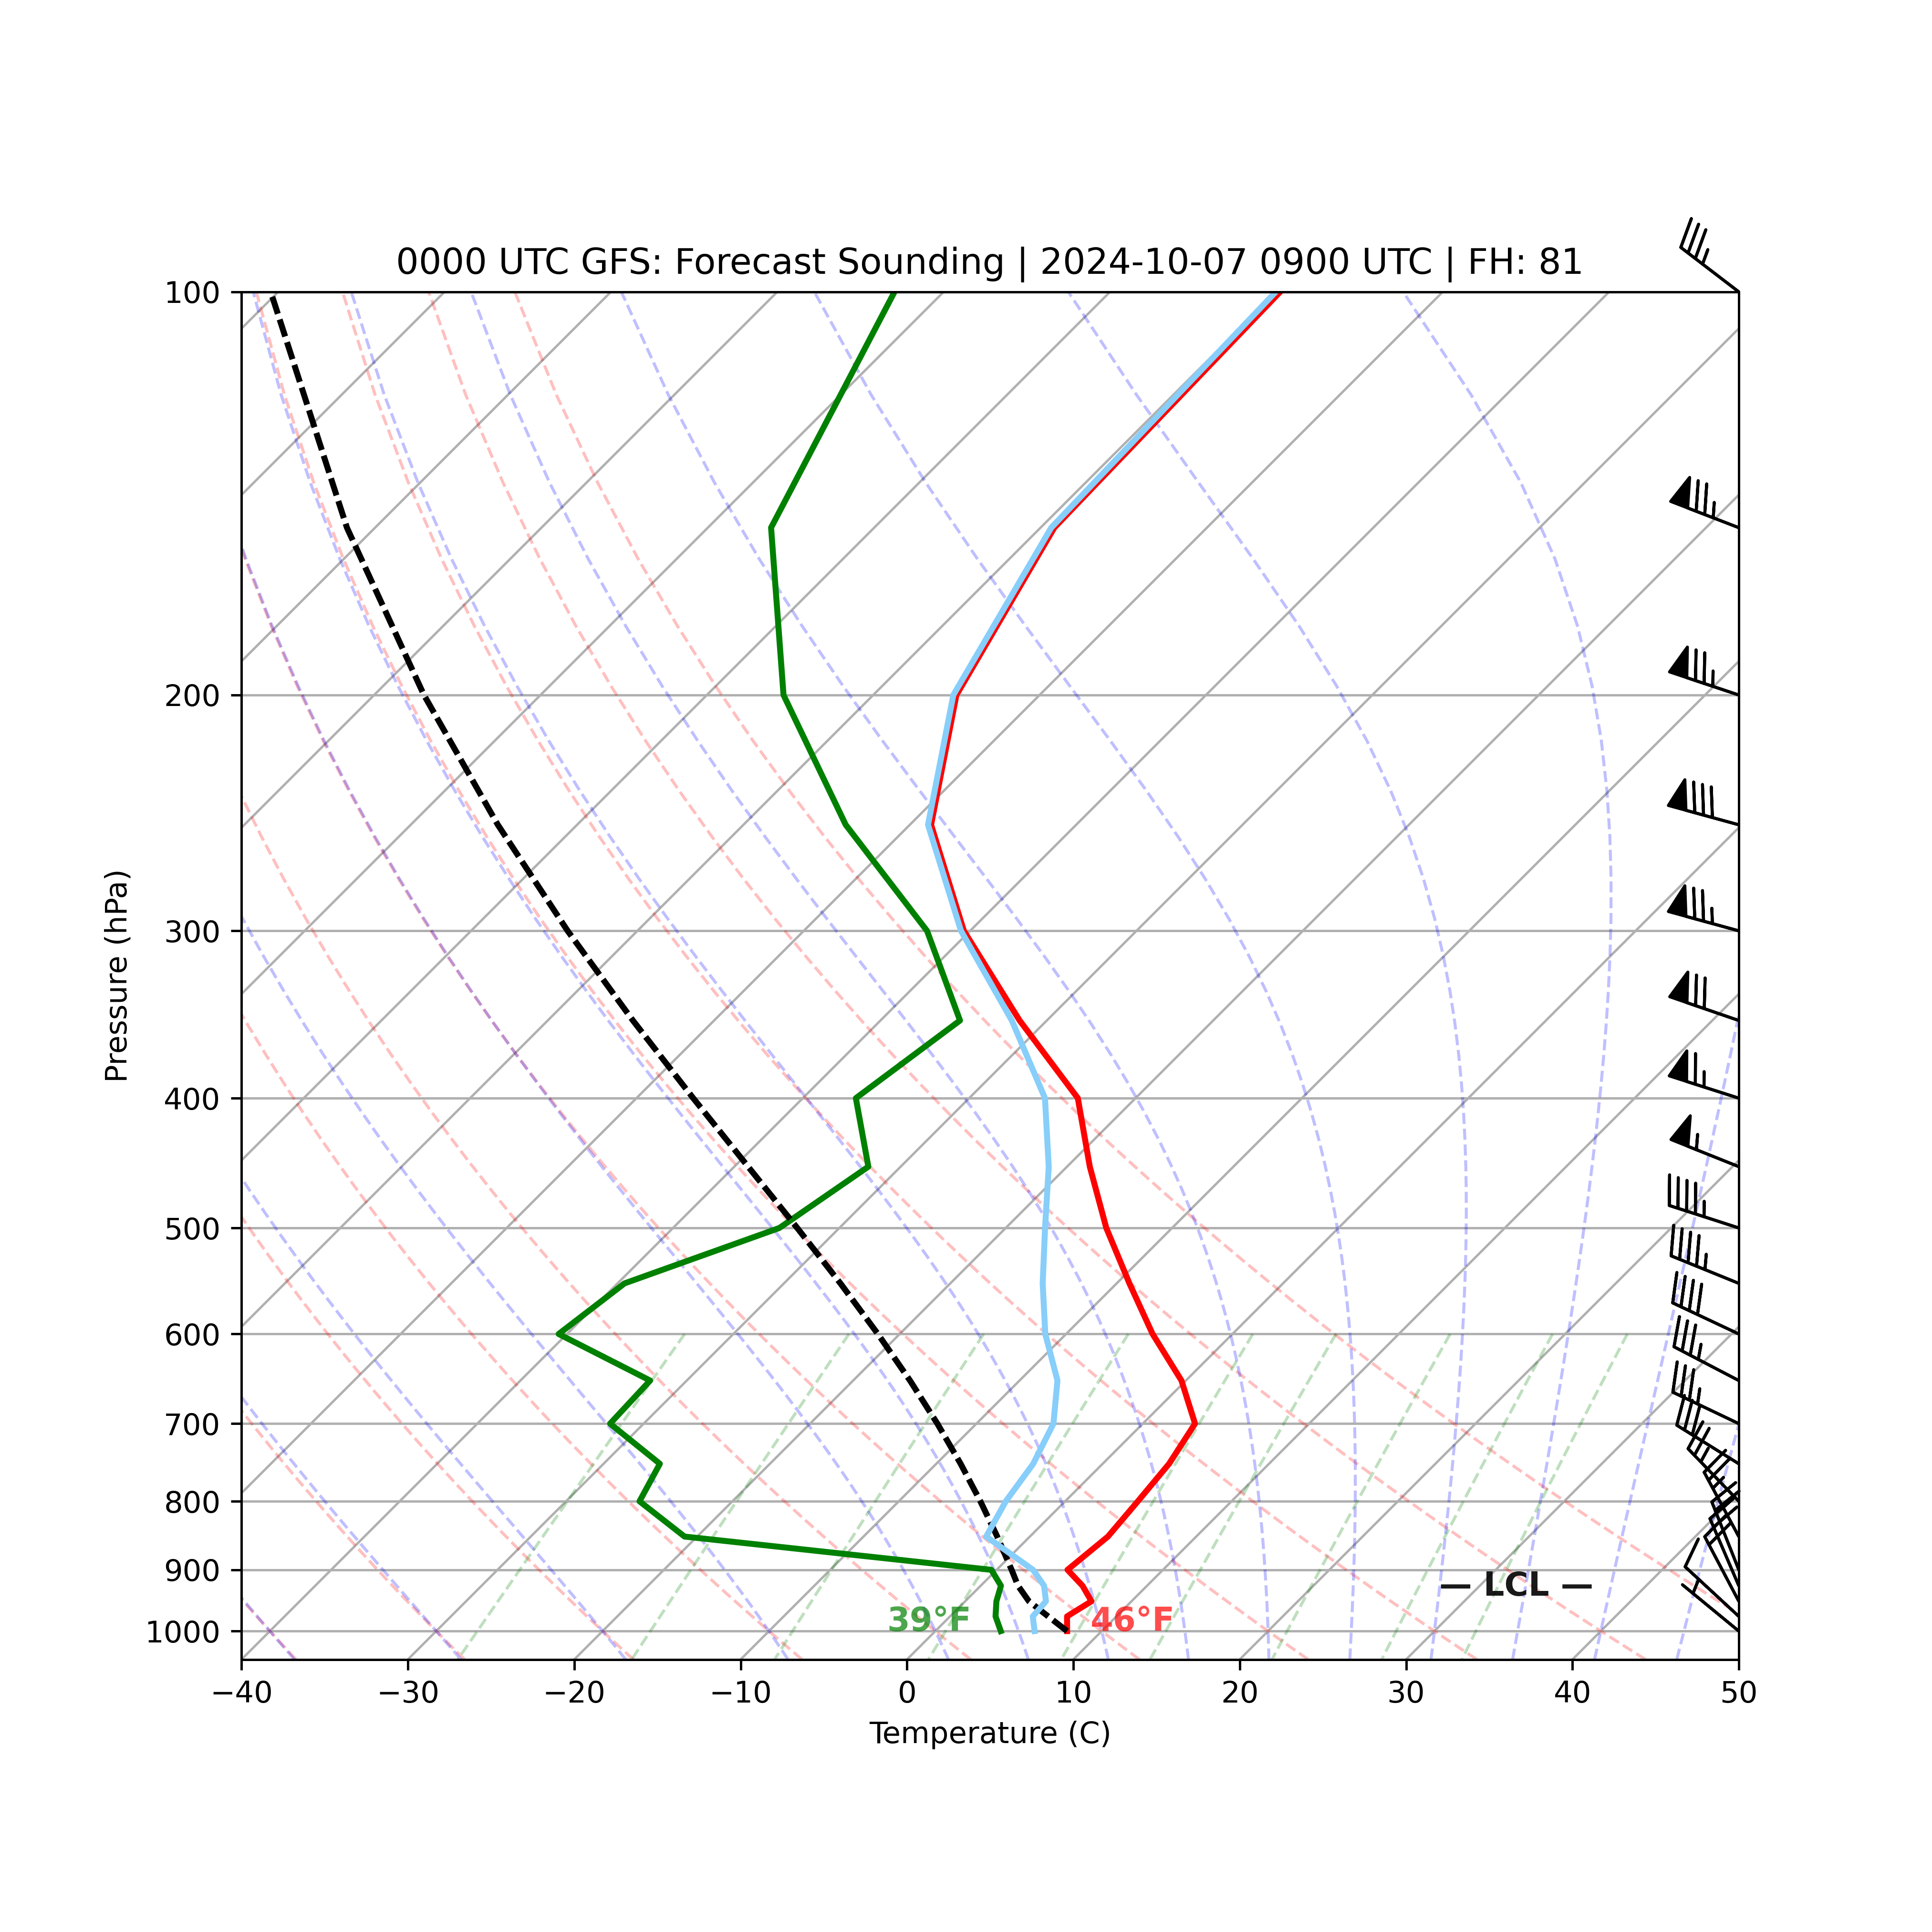 0000 UTC GFS: Forecast Sounding | 2024-10-07 0900 UTC | FH: 81
100
200
300
400
500
600
700
800
900
1000
Pressure (hPa)
— LCL —
39°F
46°F
−40 −30 −20 −10 0 10 20 30 40 50
Temperature (C)